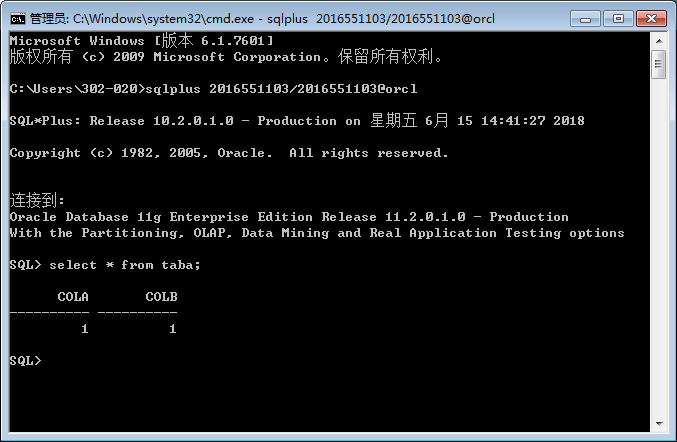 管理员: C:\Windows\system32\cmd.exe - sqlplus  2016551103/2016551103@orcl
Microsoft Windows [版本 6.1.7601]
版权所有 (c) 2009 Microsoft Corporation。保留所有权利。
C:\Users\302-020>sqlplus 2016551103/2016551103@orcl
SQL*Plus: Release 10.2.0.1.0 - Production on 星期五 6月 15 14:41:27 2018
Copyright (c) 1982, 2005, Oracle.  All rights reserved.
连接到:
Oracle Database 11g Enterprise Edition Release 11.2.0.1.0 - Production
With the Partitioning, OLAP, Data Mining and Real Application Testing options
SQL> select * from taba;
      COLA       COLB
---------- ----------
         1          1
SQL>